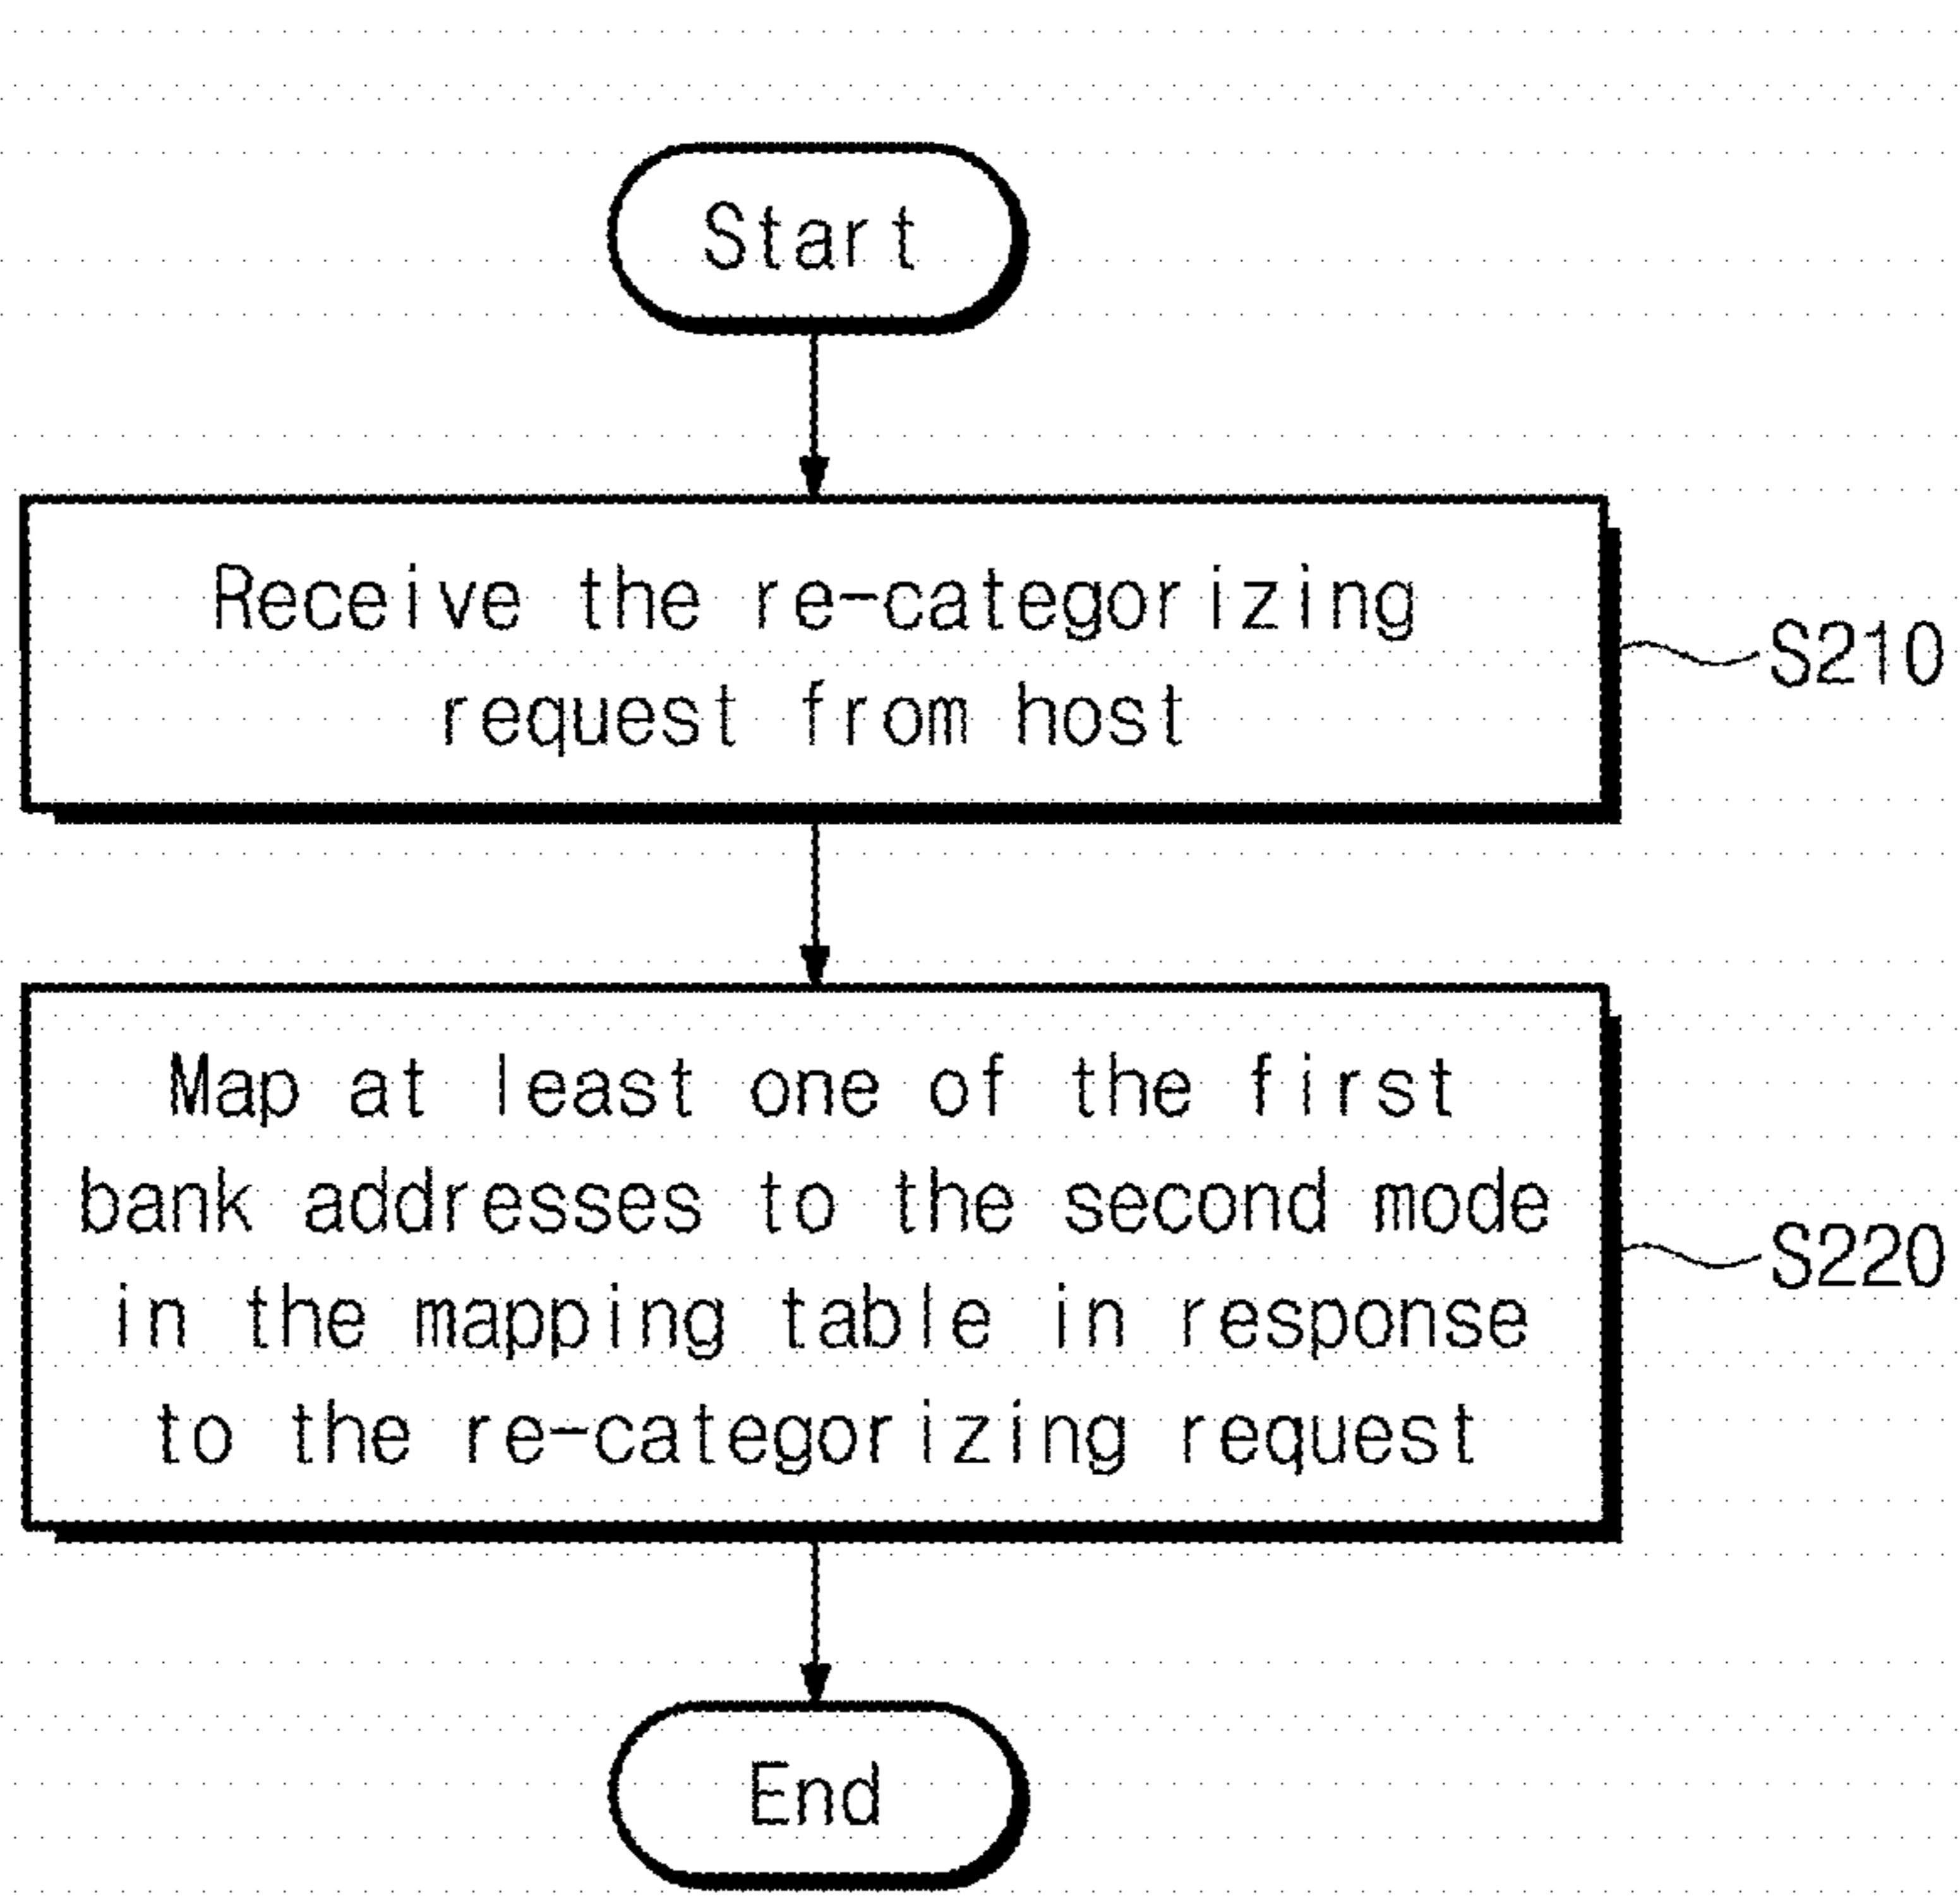 Start
Receive the re-categorizing
request from host
S210
Map at least one of the first
bank addresses to the second mode
in the mapping table in response
to the re-categorizing request
S220
End